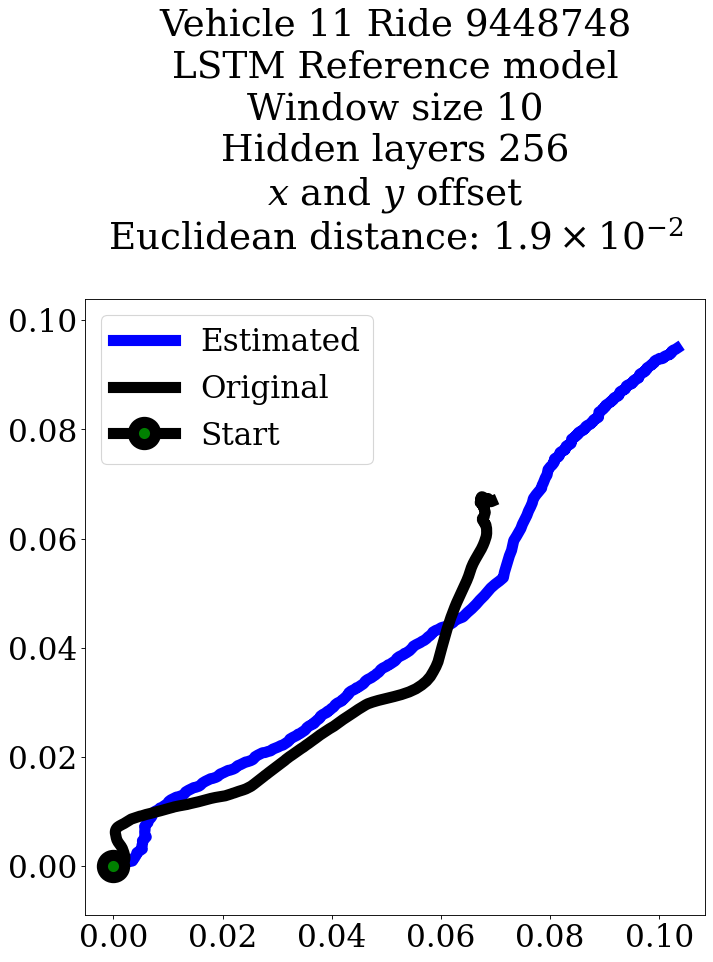 Vehicle 11 Ride 9448748
LSTM Reference model
Window size 10
Hidden layers 256
x and y offset
Euclidean distance: 1.9 × 10⁻²
Estimated
Original
Start
0.10
0.08
0.06
0.04
0.02
0.00
0.00 0.02 0.04 0.06 0.08 0.10